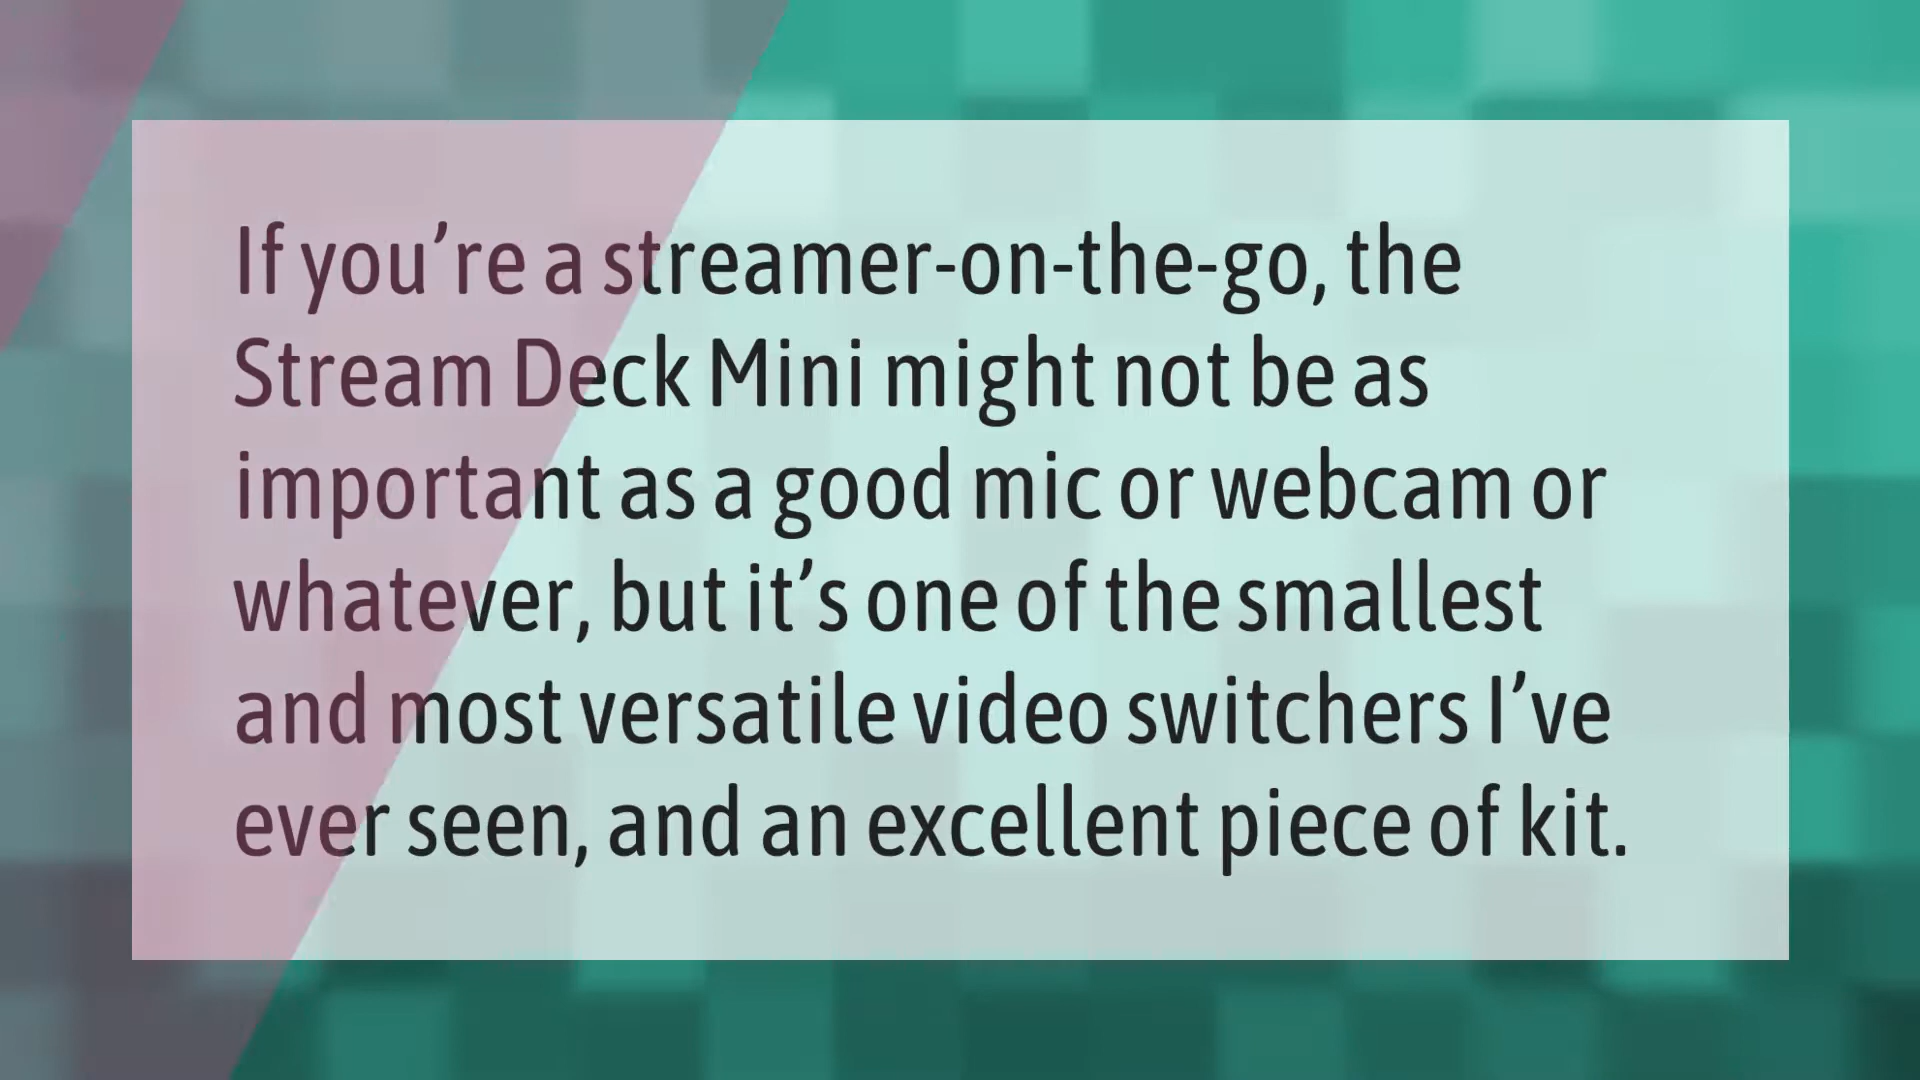 If you’re a streamer-on-the-go, the
Stream Deck Mini might not be as
important as a good mic or webcam or
whatever, but it’s one of the smallest
and most versatile video switchers I’ve
ever seen, and an excellent piece of kit.